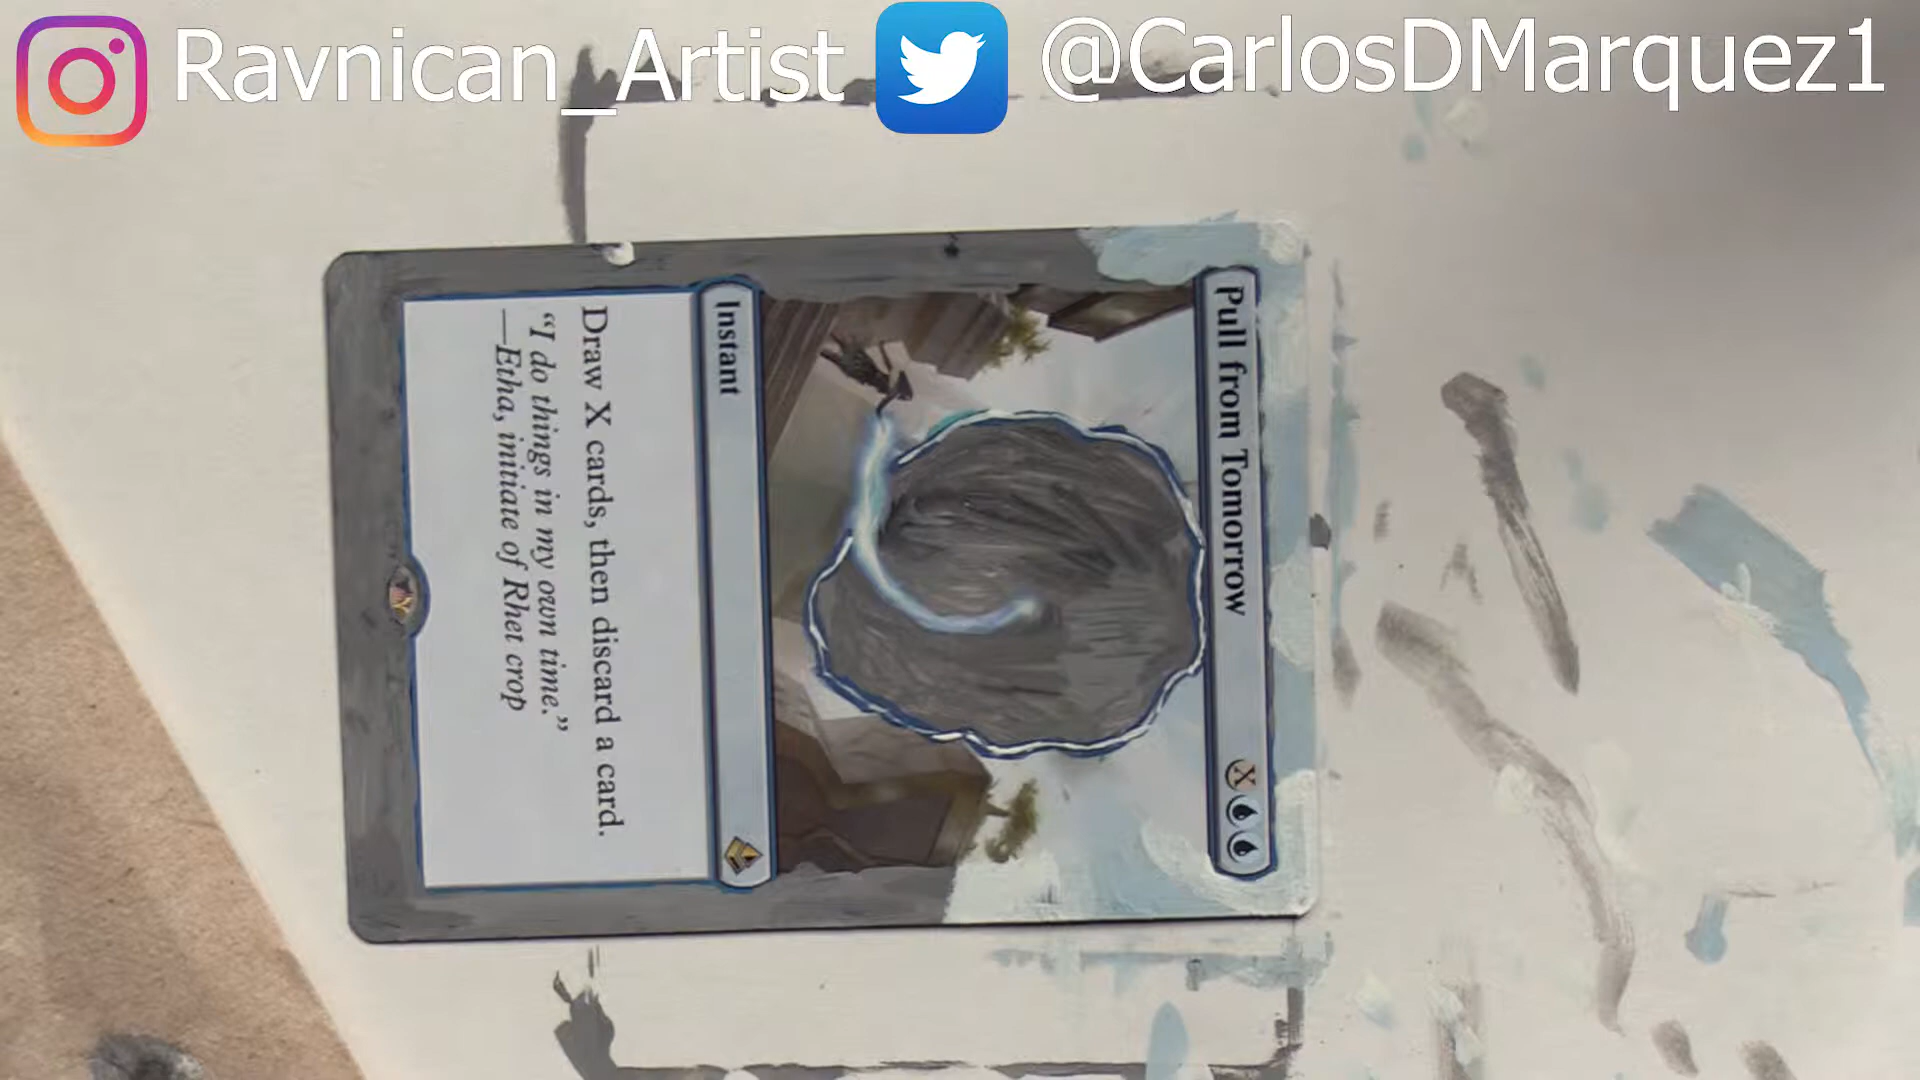 Ravnican_Artist
@CarlosDMarquez1
Pull from Tomorrow
X
Instant
Draw X cards, then discard a card.
“I do things in my own time.”
—Etha, initiate of Rhet crop